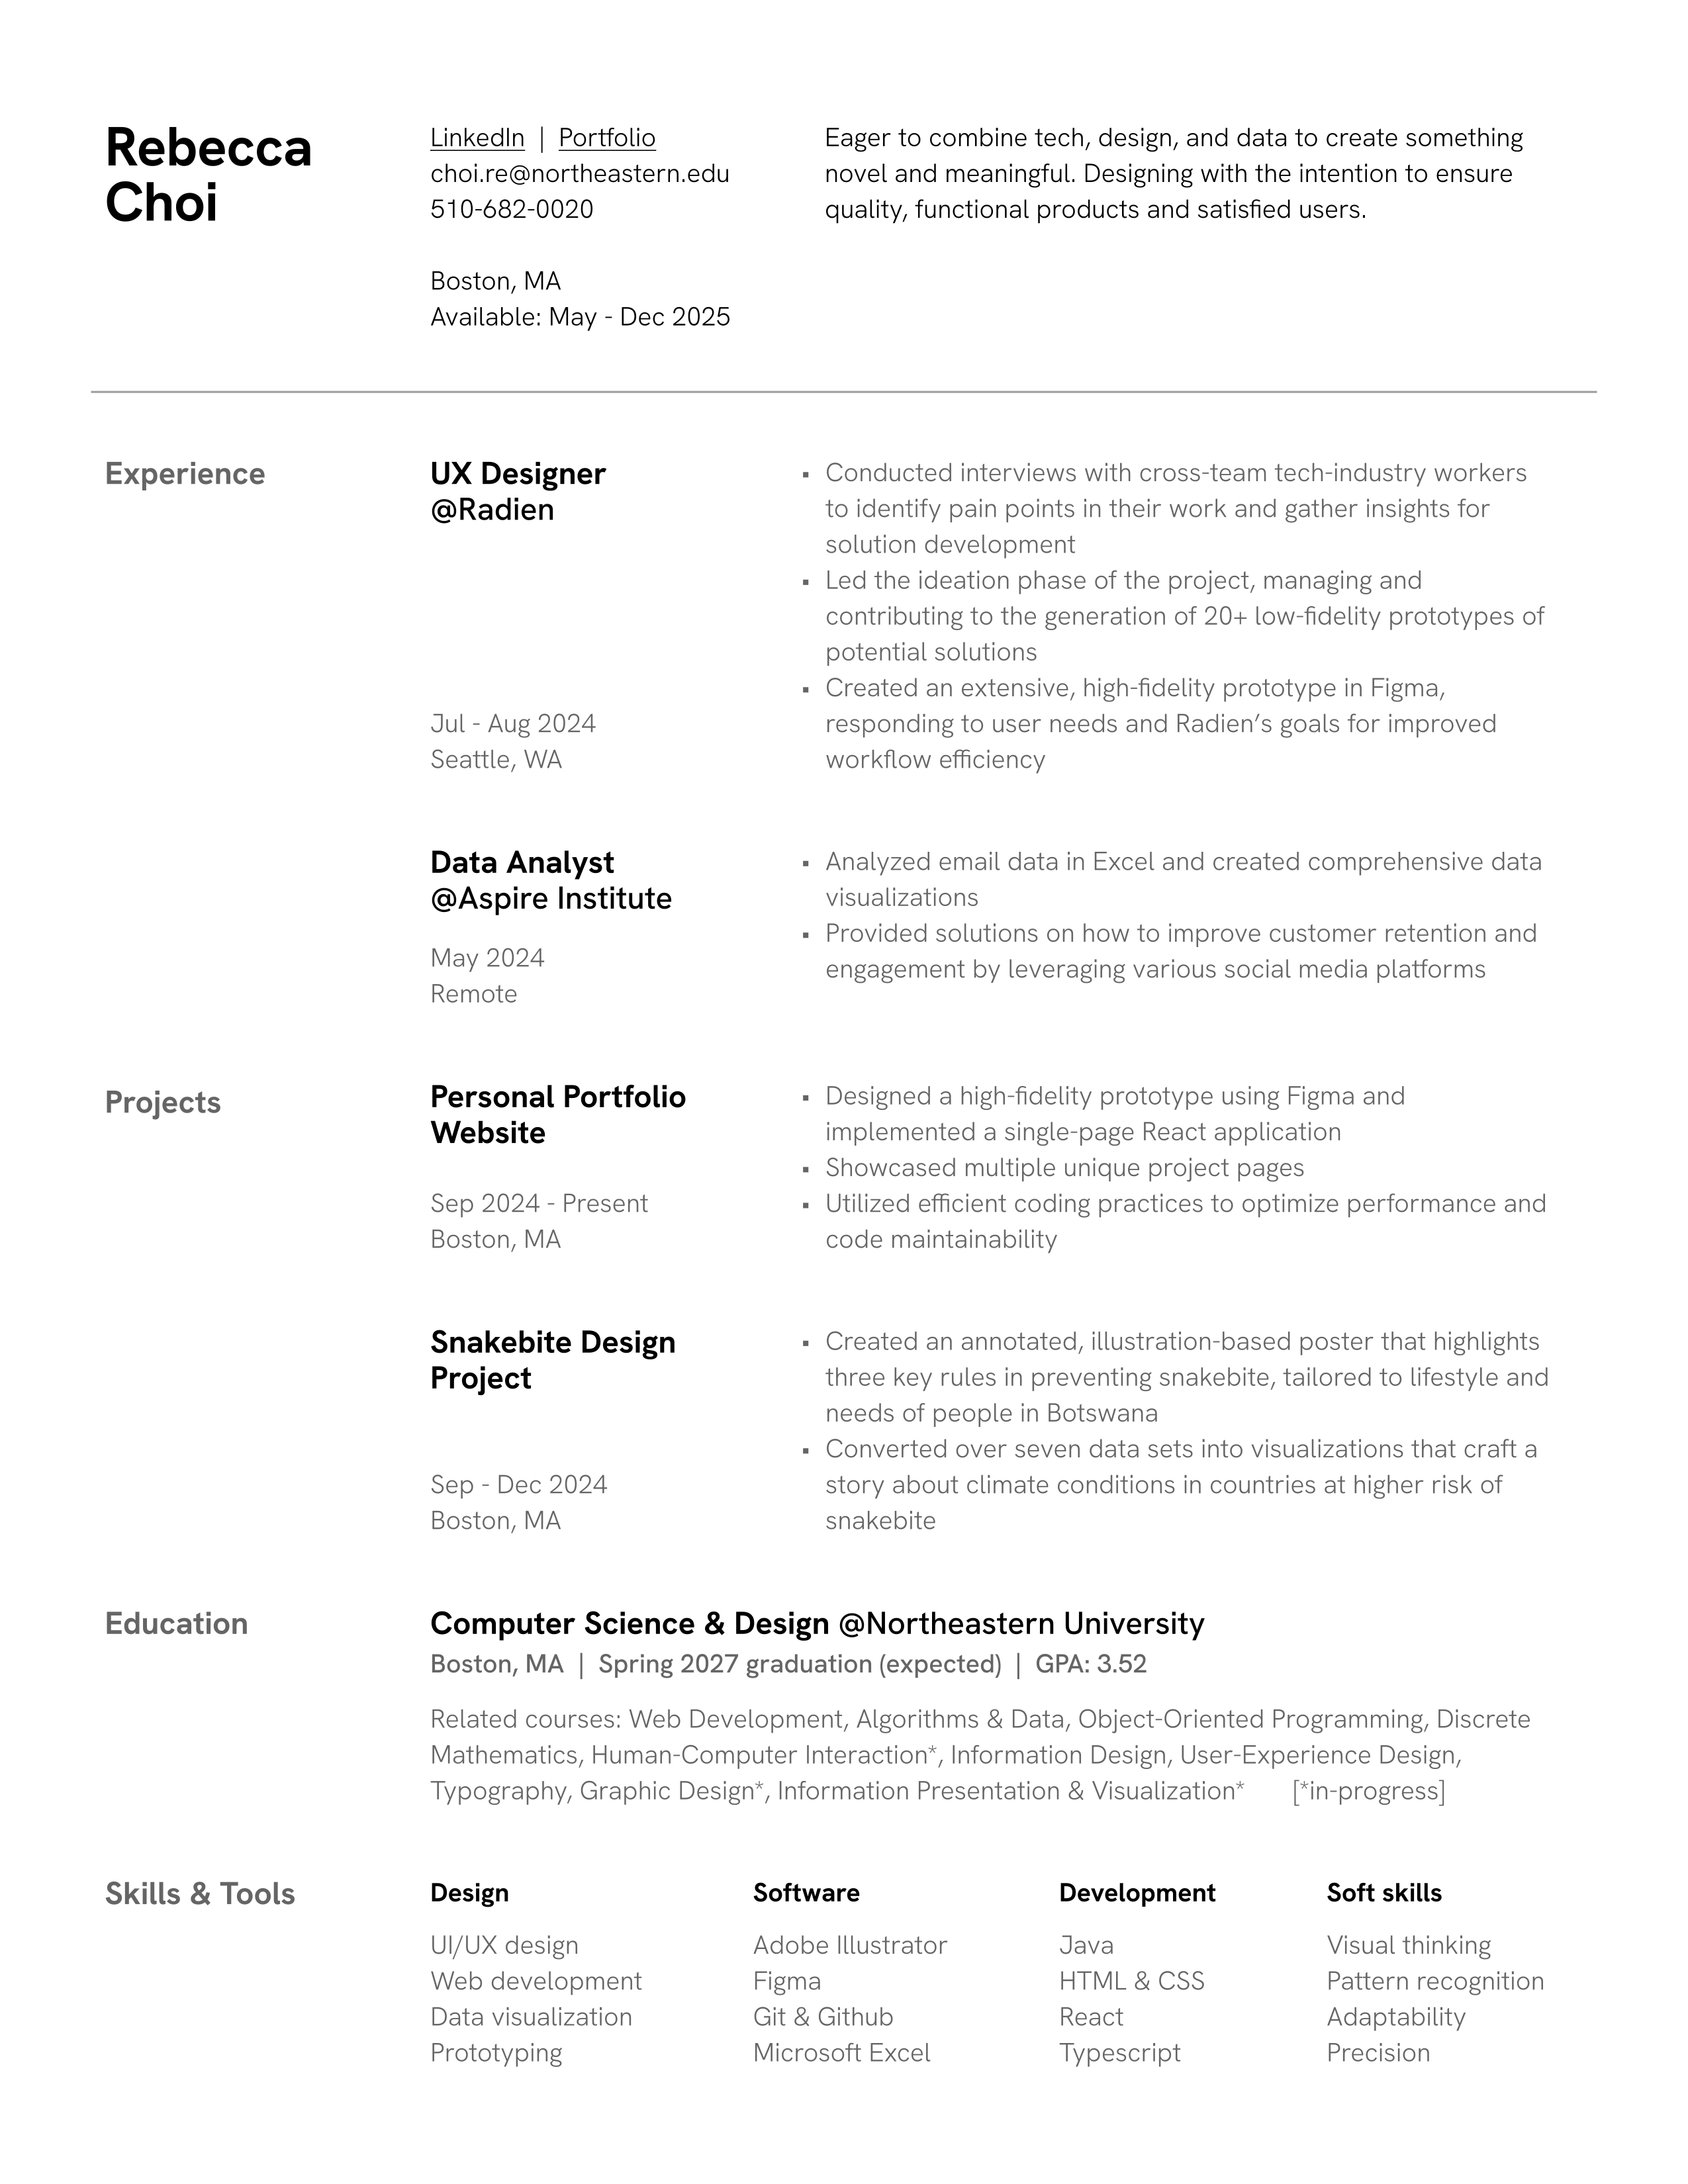 Rebecca
Choi
LinkedIn | Portfolio
choi.re@northeastern.edu
510-682-0020
Boston, MA
Available: May - Dec 2025
Eager to combine tech, design, and data to create something
novel and meaningful. Designing with the intention to ensure
quality, functional products and satisfied users.
Experience
UX Designer
@Radien
Jul - Aug 2024
Seattle, WA
▪ Conducted interviews with cross-team tech-industry workers
to identify pain points in their work and gather insights for
solution development
▪ Led the ideation phase of the project, managing and
contributing to the generation of 20+ low-fidelity prototypes of
potential solutions
▪ Created an extensive, high-fidelity prototype in Figma,
responding to user needs and Radien’s goals for improved
workflow efficiency
Data Analyst
@Aspire Institute
May 2024
Remote
▪ Analyzed email data in Excel and created comprehensive data
visualizations
▪ Provided solutions on how to improve customer retention and
engagement by leveraging various social media platforms
Projects
Personal Portfolio
Website
Sep 2024 - Present
Boston, MA
▪ Designed a high-fidelity prototype using Figma and
implemented a single-page React application
▪ Showcased multiple unique project pages
▪ Utilized efficient coding practices to optimize performance and
code maintainability
Snakebite Design
Project
Sep - Dec 2024
Boston, MA
▪ Created an annotated, illustration-based poster that highlights
three key rules in preventing snakebite, tailored to lifestyle and
needs of people in Botswana
▪ Converted over seven data sets into visualizations that craft a
story about climate conditions in countries at higher risk of
snakebite
Education
Computer Science & Design @Northeastern University
Boston, MA | Spring 2027 graduation (expected) | GPA: 3.52
Related courses: Web Development, Algorithms & Data, Object-Oriented Programming, Discrete
Mathematics, Human-Computer Interaction*, Information Design, User-Experience Design,
Typography, Graphic Design*, Information Presentation & Visualization* [*in-progress]
Skills & Tools
Design
UI/UX design
Web development
Data visualization
Prototyping
Software
Adobe Illustrator
Figma
Git & Github
Microsoft Excel
Development
Java
HTML & CSS
React
Typescript
Soft skills
Visual thinking
Pattern recognition
Adaptability
Precision